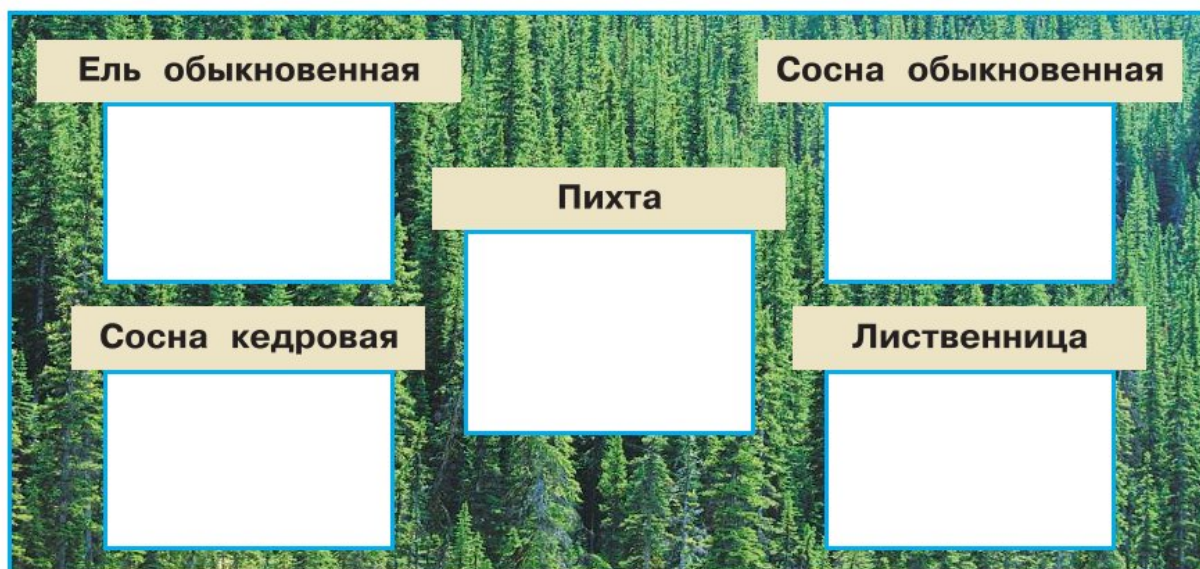 Ель обыкновенная
Сосна обыкновенная
Пихта
Сосна кедровая
Лиственница